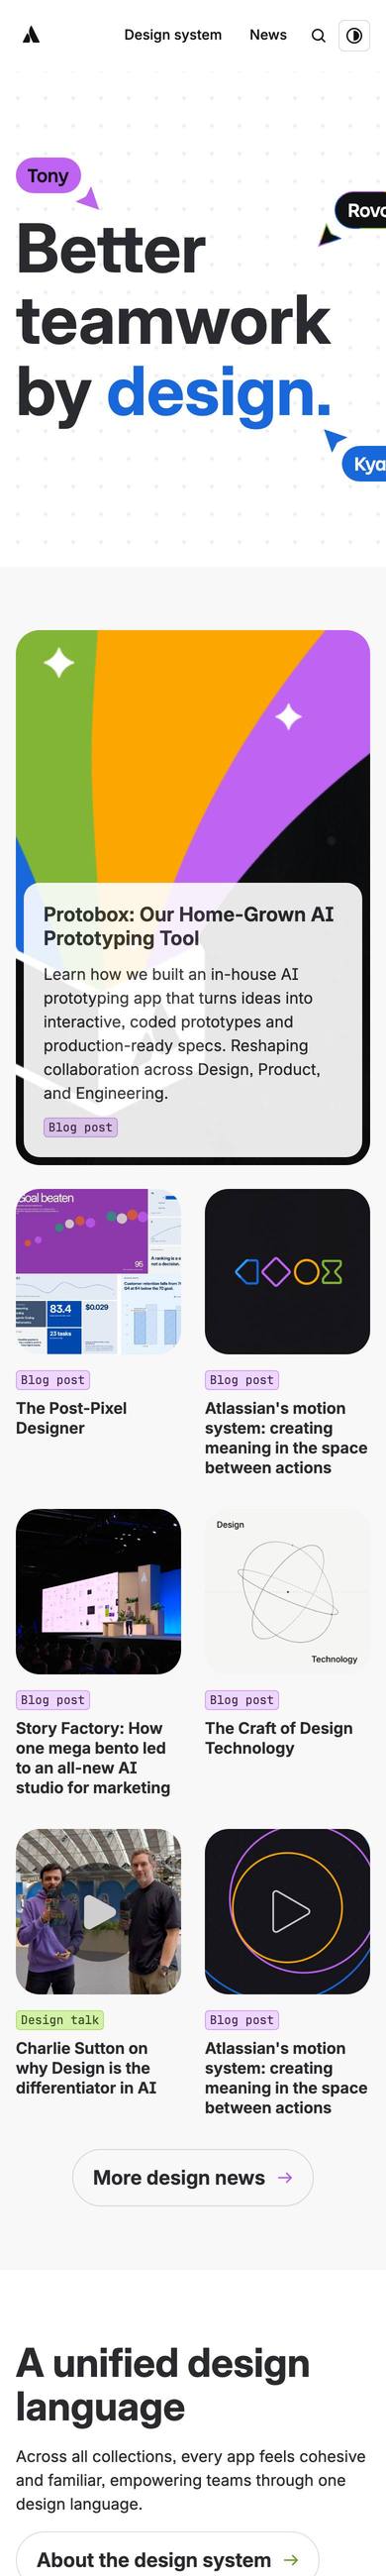 Design system
News
Tony
Rovo
Better
teamwork
by design.
Kya
Protobox: Our Home-Grown AI
Prototyping Tool
Learn how we built an in-house AI
prototyping app that turns ideas into
interactive, coded prototypes and
production-ready specs. Reshaping
collaboration across Design, Product,
and Engineering.
Blog post
Goal beaten
95
83.4
$0.029
23 tasks
Blog post
The Post-Pixel
Designer
Blog post
Atlassian's motion
system: creating
meaning in the space
between actions
Blog post
Story Factory: How
one mega bento led
to an all-new AI
studio for marketing
Design
Technology
Blog post
The Craft of Design
Technology
Design talk
Charlie Sutton on
why Design is the
differentiator in AI
Blog post
Atlassian's motion
system: creating
meaning in the space
between actions
More design news
A unified design
language
Across all collections, every app feels cohesive
and familiar, empowering teams through one
design language.
About the design system